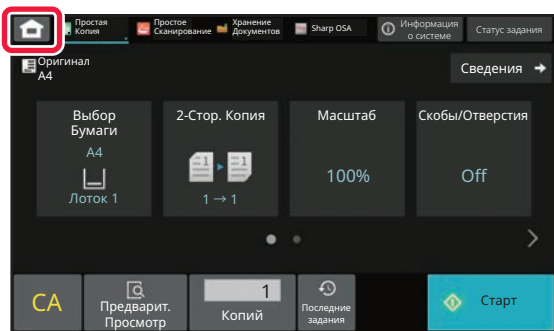 Простая
Копия
Простое
Сканирование
Хранение
Документов
Sharp OSA
Информация
о системе
Статус задания
Оригинал
A4
Сведения
Выбор
Бумаги
A4
Лоток 1
2-Стор. Копия
1
1
1 → 1
Масштаб
100%
Скобы/Отверстия
Off
CA
Предварит.
Просмотр
1
Копий
Последние
задания
Старт